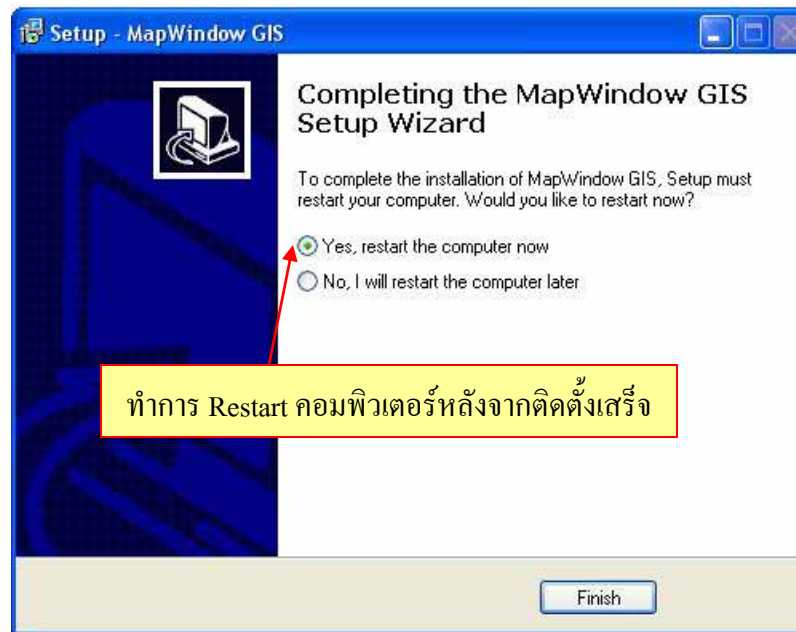 Setup - MapWindow GIS
Completing the MapWindow GIS
Setup Wizard
To complete the installation of MapWindow GIS, Setup must
restart your computer. Would you like to restart now?
Yes, restart the computer now
No, I will restart the computer later
ทำการ Restart คอมพิวเตอร์หลังจากติดตั้งเสร็จ
Finish